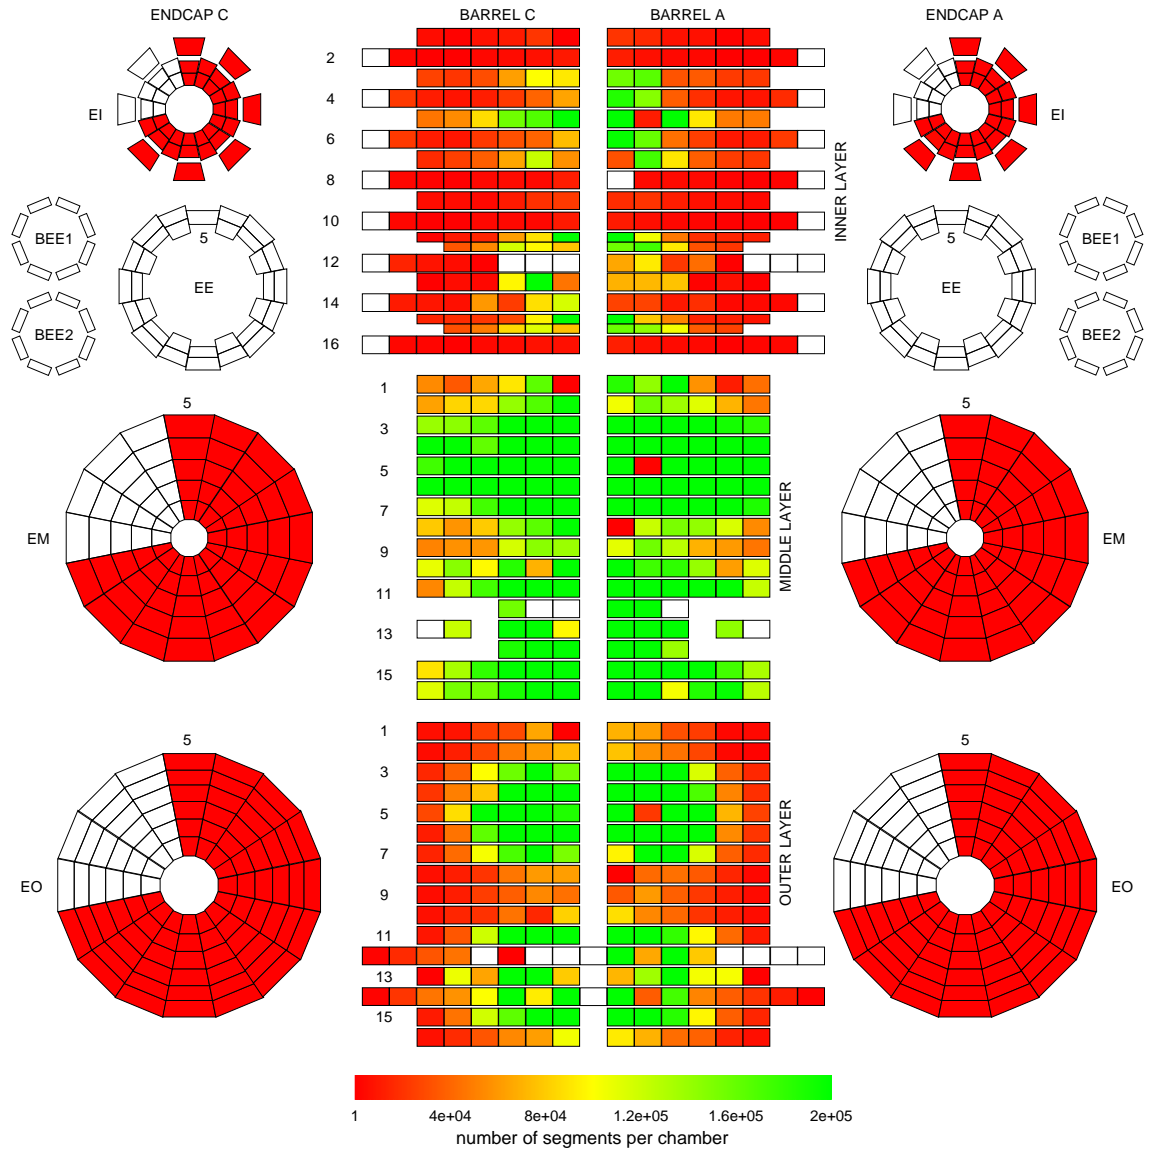 ENDCAP C
BARREL C
BARREL A
ENDCAP A
2
4
6
8
10
12
14
16
EI
EI
INNER LAYER
BEE1
BEE2
5
EE
5
EE
BEE1
BEE2
1
3
5
7
9
11
13
15
MIDDLE LAYER
5
EM
5
EM
1
3
5
7
9
11
13
15
OUTER LAYER
5
EO
5
EO
1 4e+04 8e+04 1.2e+05 1.6e+05 2e+05
number of segments per chamber